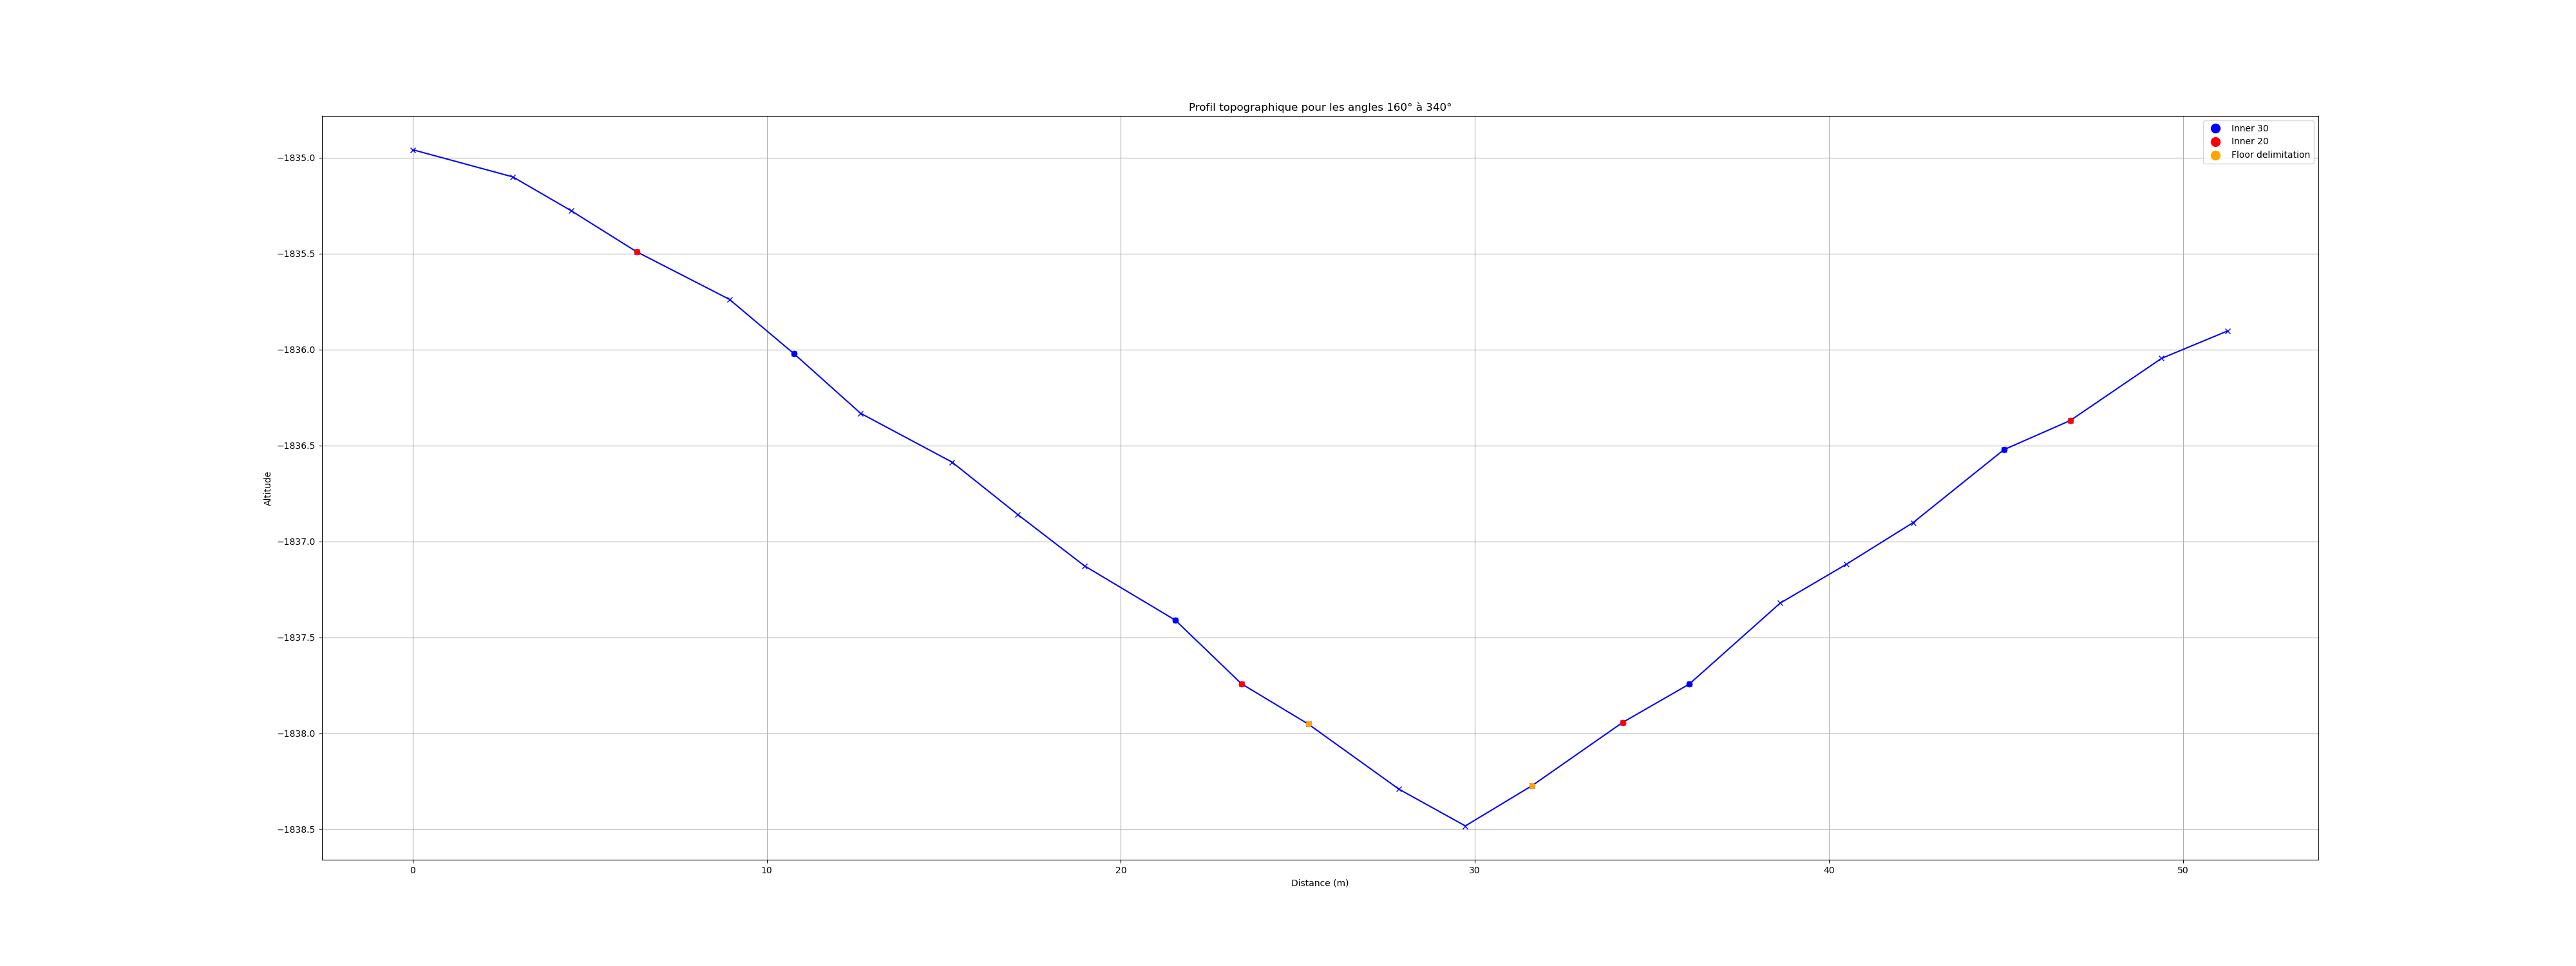 Profil topographique pour les angles 160° à 340°
Inner 30
Inner 20
Floor delimitation
−1835.0
−1835.5
−1836.0
−1836.5
−1837.0
−1837.5
−1838.0
−1838.5
Altitude
0 10 20 30 40 50
Distance (m)